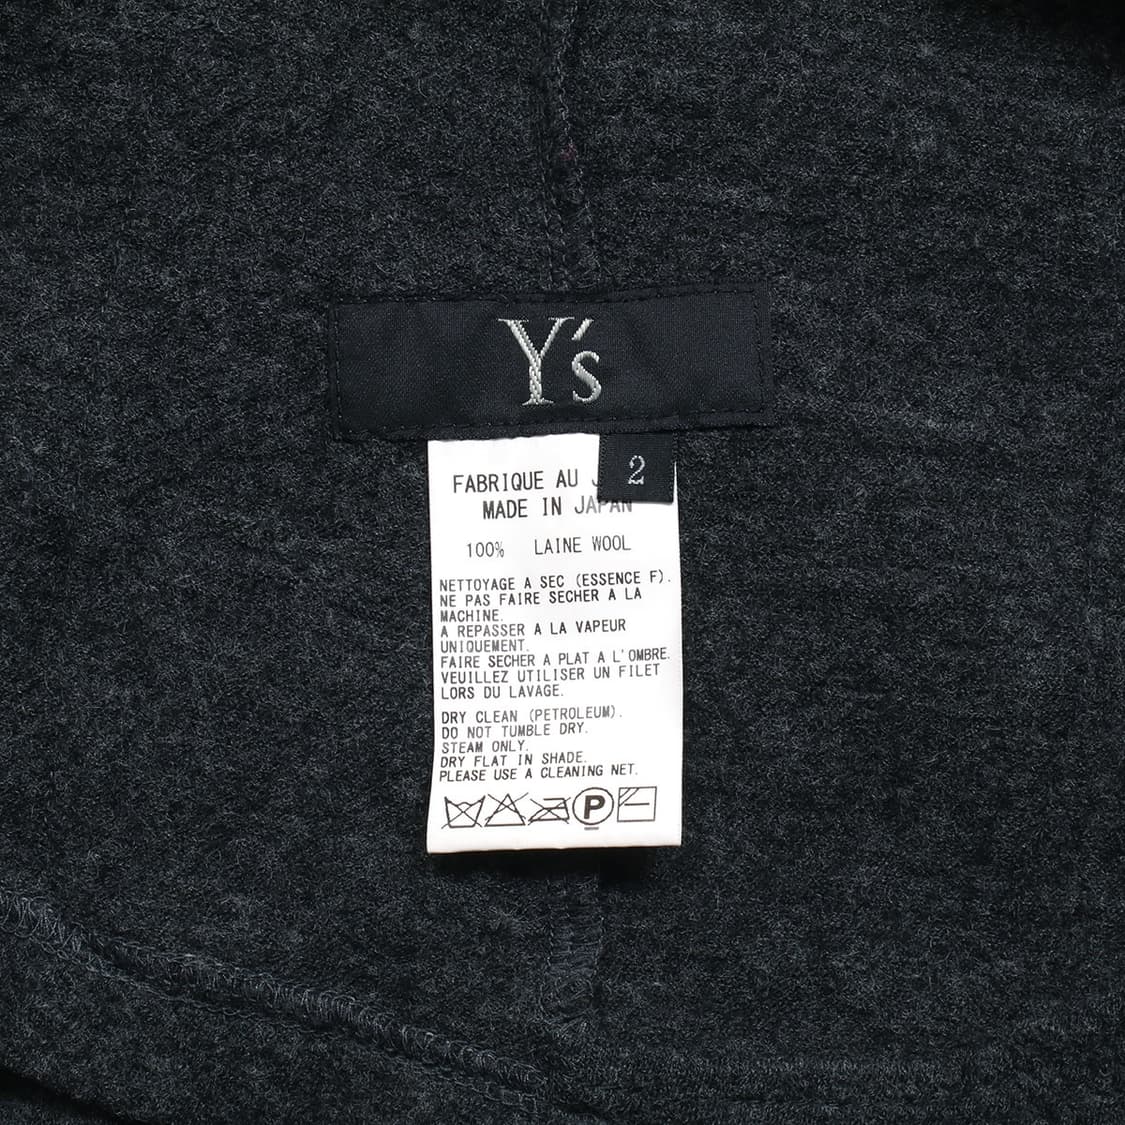 Y's
2
FABRIQUE AU
MADE IN JAPAN
100% LAINE WOOL
NETTOYAGE A SEC (ESSENCE F).
NE PAS FAIRE SECHER A LA
MACHINE.
A REPASSER A LA VAPEUR
UNIQUEMENT.
FAIRE SECHER A PLAT A L'OMBRE.
VEUILLEZ UTILISER UN FILET
LORS DU LAVAGE.
DRY CLEAN (PETROLEUM).
DO NOT TUMBLE DRY.
STEAM ONLY.
DRY FLAT IN SHADE.
PLEASE USE A CLEANING NET.
P